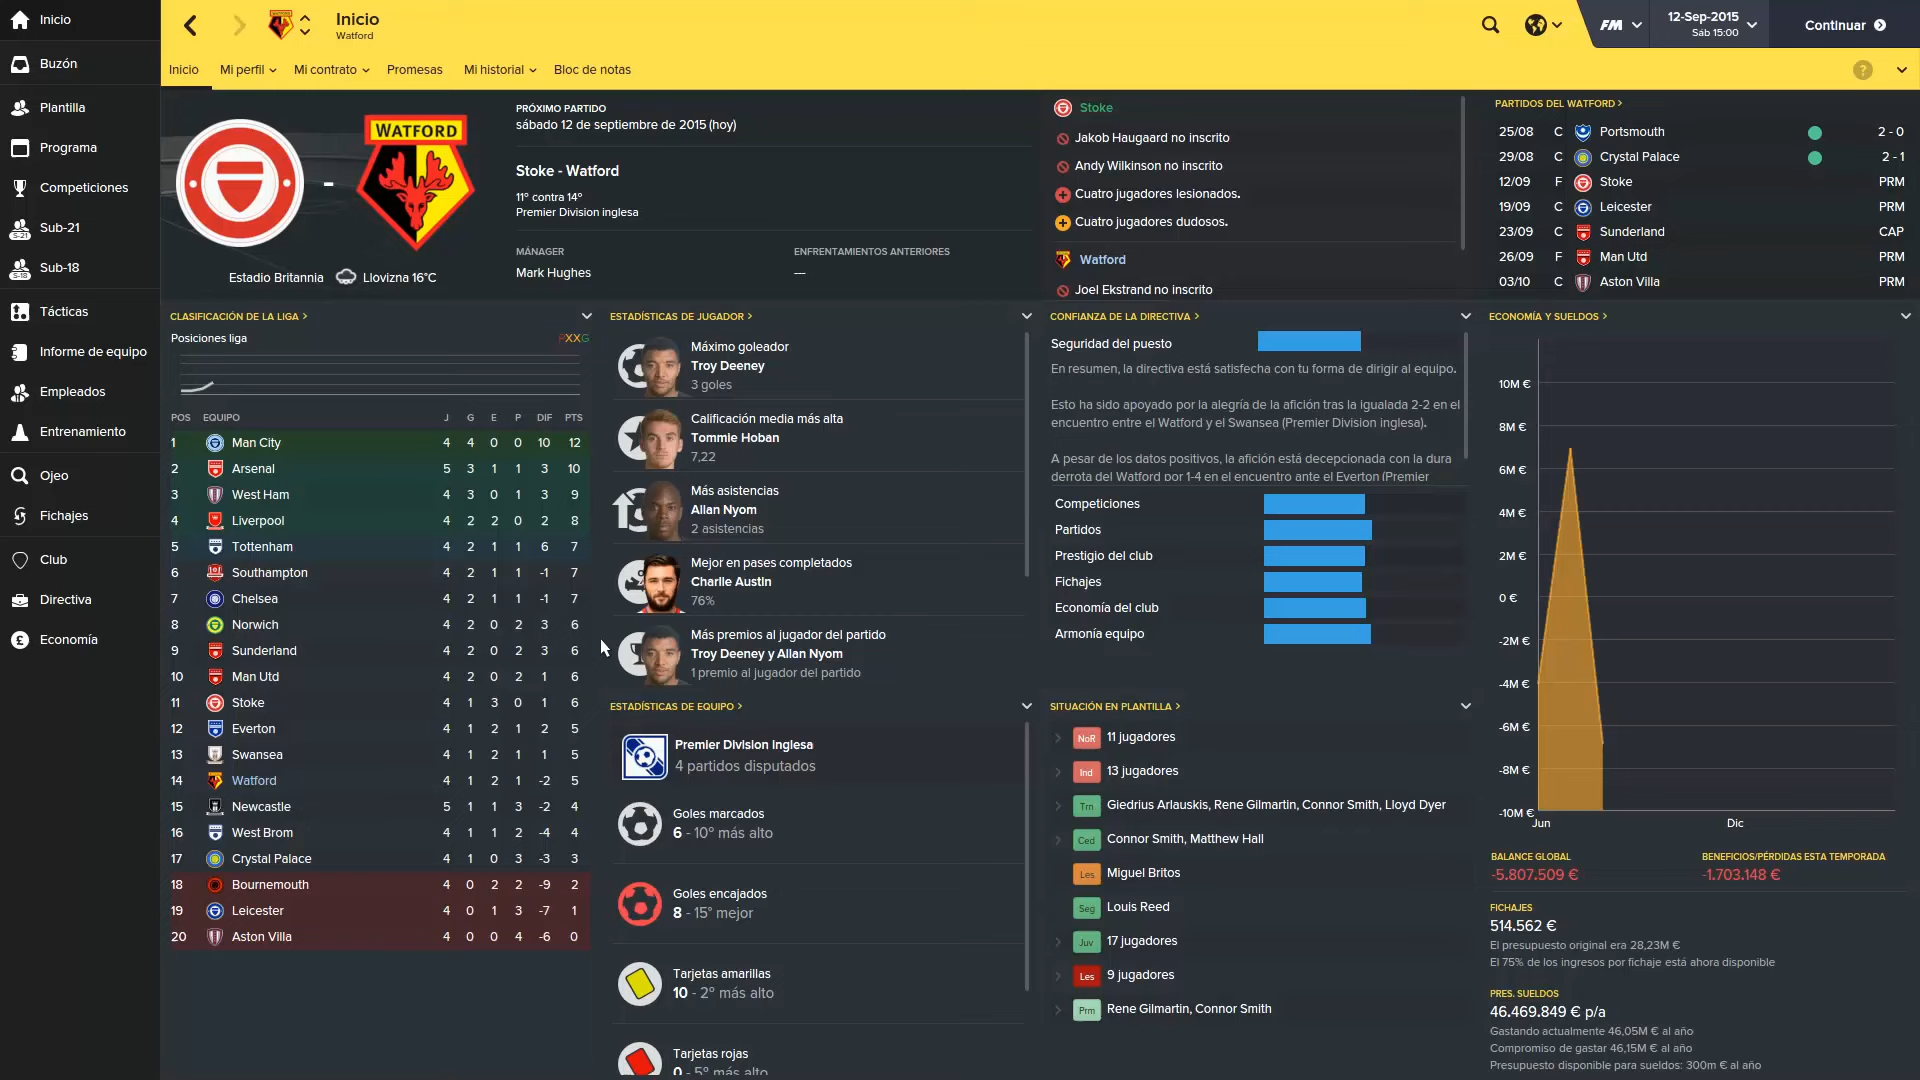 Inicio
Buzón
Plantilla
Programa
Competiciones
Sub-21
Sub-18
Tácticas
Informe de equipo
Empleados
Entrenamiento
Ojeo
Fichajes
Club
Directiva
Economía
Inicio
Watford
FM
12-Sep-2015
Sáb 15:00
Continuar
Inicio Mi perfil Mi contrato Promesas Mi historial Bloc de notas
?
WATFORD
Estadio Britannia Llovizna 16°C
PRÓXIMO PARTIDO
sábado 12 de septiembre de 2015 (hoy)
Stoke - Watford
11º contra 14º
Premier Division inglesa
MÁNAGER
Mark Hughes
ENFRENTAMIENTOS ANTERIORES
---
Stoke
Jakob Haugaard no inscrito
Andy Wilkinson no inscrito
Cuatro jugadores lesionados.
Cuatro jugadores dudosos.
Watford
Joel Ekstrand no inscrito
PARTIDOS DEL WATFORD >
25/08 C Portsmouth 2 - 0
29/08 C Crystal Palace 2 - 1
12/09 F Stoke PRM
19/09 C Leicester PRM
23/09 C Sunderland CAP
26/09 F Man Utd PRM
03/10 C Aston Villa PRM
CLASIFICACIÓN DE LA LIGA >
Posiciones liga PXXG
POS EQUIPO J G E P DIF PTS
1 Man City 4 4 0 0 10 12
2 Arsenal 5 3 1 1 3 10
3 West Ham 4 3 0 1 3 9
4 Liverpool 4 2 2 0 2 8
5 Tottenham 4 2 1 1 6 7
6 Southampton 4 2 1 1 -1 7
7 Chelsea 4 2 1 1 -1 7
8 Norwich 4 2 0 2 3 6
9 Sunderland 4 2 0 2 3 6
10 Man Utd 4 2 0 2 1 6
11 Stoke 4 1 3 0 1 6
12 Everton 4 1 2 1 2 5
13 Swansea 4 1 2 1 1 5
14 Watford 4 1 2 1 -2 5
15 Newcastle 5 1 1 3 -2 4
16 West Brom 4 1 1 2 -4 4
17 Crystal Palace 4 1 0 3 -3 3
18 Bournemouth 4 0 2 2 -9 2
19 Leicester 4 0 1 3 -7 1
20 Aston Villa 4 0 0 4 -6 0
ESTADÍSTICAS DE JUGADOR >
Máximo goleador
Troy Deeney
3 goles
Calificación media más alta
Tommie Hoban
7,22
Más asistencias
Allan Nyom
2 asistencias
Mejor en pases completados
Charlie Austin
76%
Más premios al jugador del partido
Troy Deeney y Allan Nyom
1 premio al jugador del partido
ESTADÍSTICAS DE EQUIPO >
Premier Division inglesa
4 partidos disputados
Goles marcados
6 - 10º más alto
Goles encajados
8 - 15º mejor
Tarjetas amarillas
10 - 2º más alto
Tarjetas rojas
0 - 5º más alto
CONFIANZA DE LA DIRECTIVA >
Seguridad del puesto
En resumen, la directiva está satisfecha con tu forma de dirigir al equipo.
Esto ha sido apoyado por la alegría de la afición tras la igualada 2-2 en el
encuentro entre el Watford y el Swansea (Premier Division inglesa).
A pesar de los datos positivos, la afición está decepcionada con la dura
derrota del Watford por 1-4 en el encuentro ante el Everton (Premier
Competiciones
Partidos
Prestigio del club
Fichajes
Economía del club
Armonía equipo
SITUACIÓN EN PLANTILLA >
NoR 11 jugadores
Ind 13 jugadores
Trn Giedrius Arlauskis, Rene Gilmartin, Connor Smith, Lloyd Dyer
Ced Connor Smith, Matthew Hall
Les Miguel Britos
Seg Louis Reed
Juv 17 jugadores
Les 9 jugadores
Prm Rene Gilmartin, Connor Smith
ECONOMÍA Y SUELDOS >
10M €
8M €
6M €
4M €
2M €
0 €
-2M €
-4M €
-6M €
-8M €
-10M €
Jun Dic
BALANCE GLOBAL
-5.807.509 €
BENEFICIOS/PÉRDIDAS ESTA TEMPORADA
-1.703.148 €
FICHAJES
514.562 €
El presupuesto original era 28,23M €
El 75% de los ingresos por fichaje está ahora disponible
PRES. SUELDOS
46.469.849 € p/a
Gastando actualmente 46,05M € al año
Compromiso de gastar 46,15M € al año
Presupuesto disponible para sueldos: 300m € al año